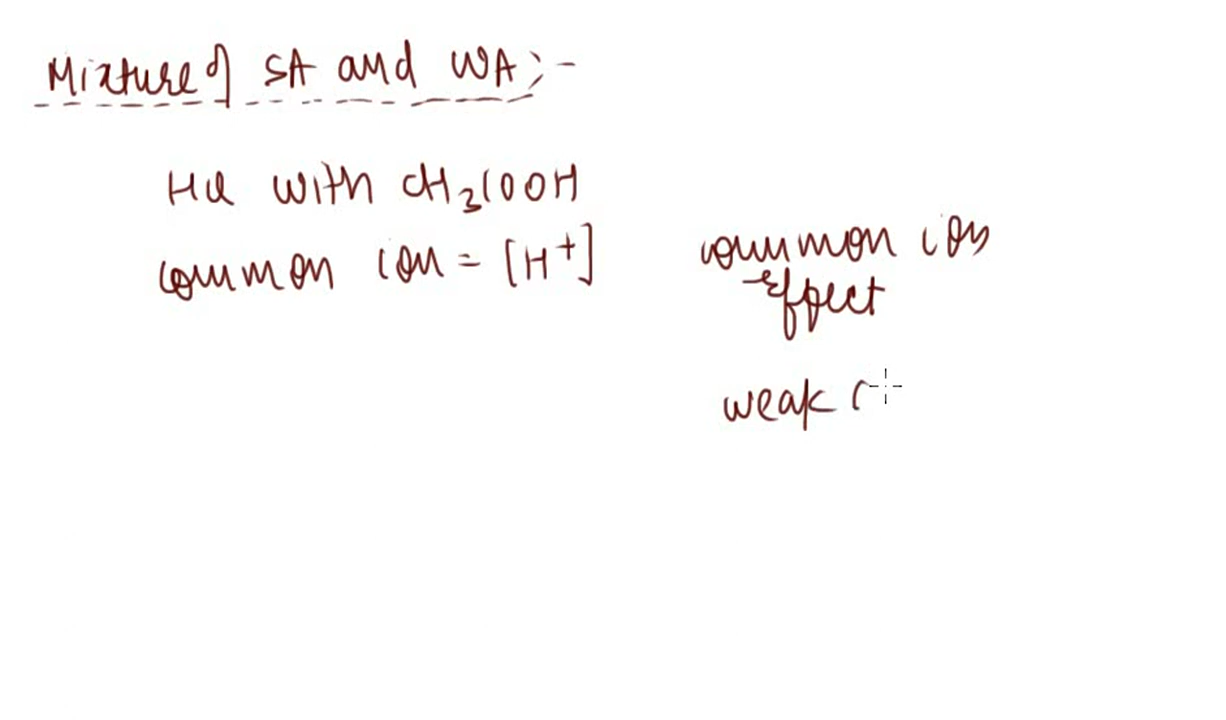 Mixture of SA and WA :-
HCl with CH₃COOH
common ion = [H⁺]
common ion
effect
weak